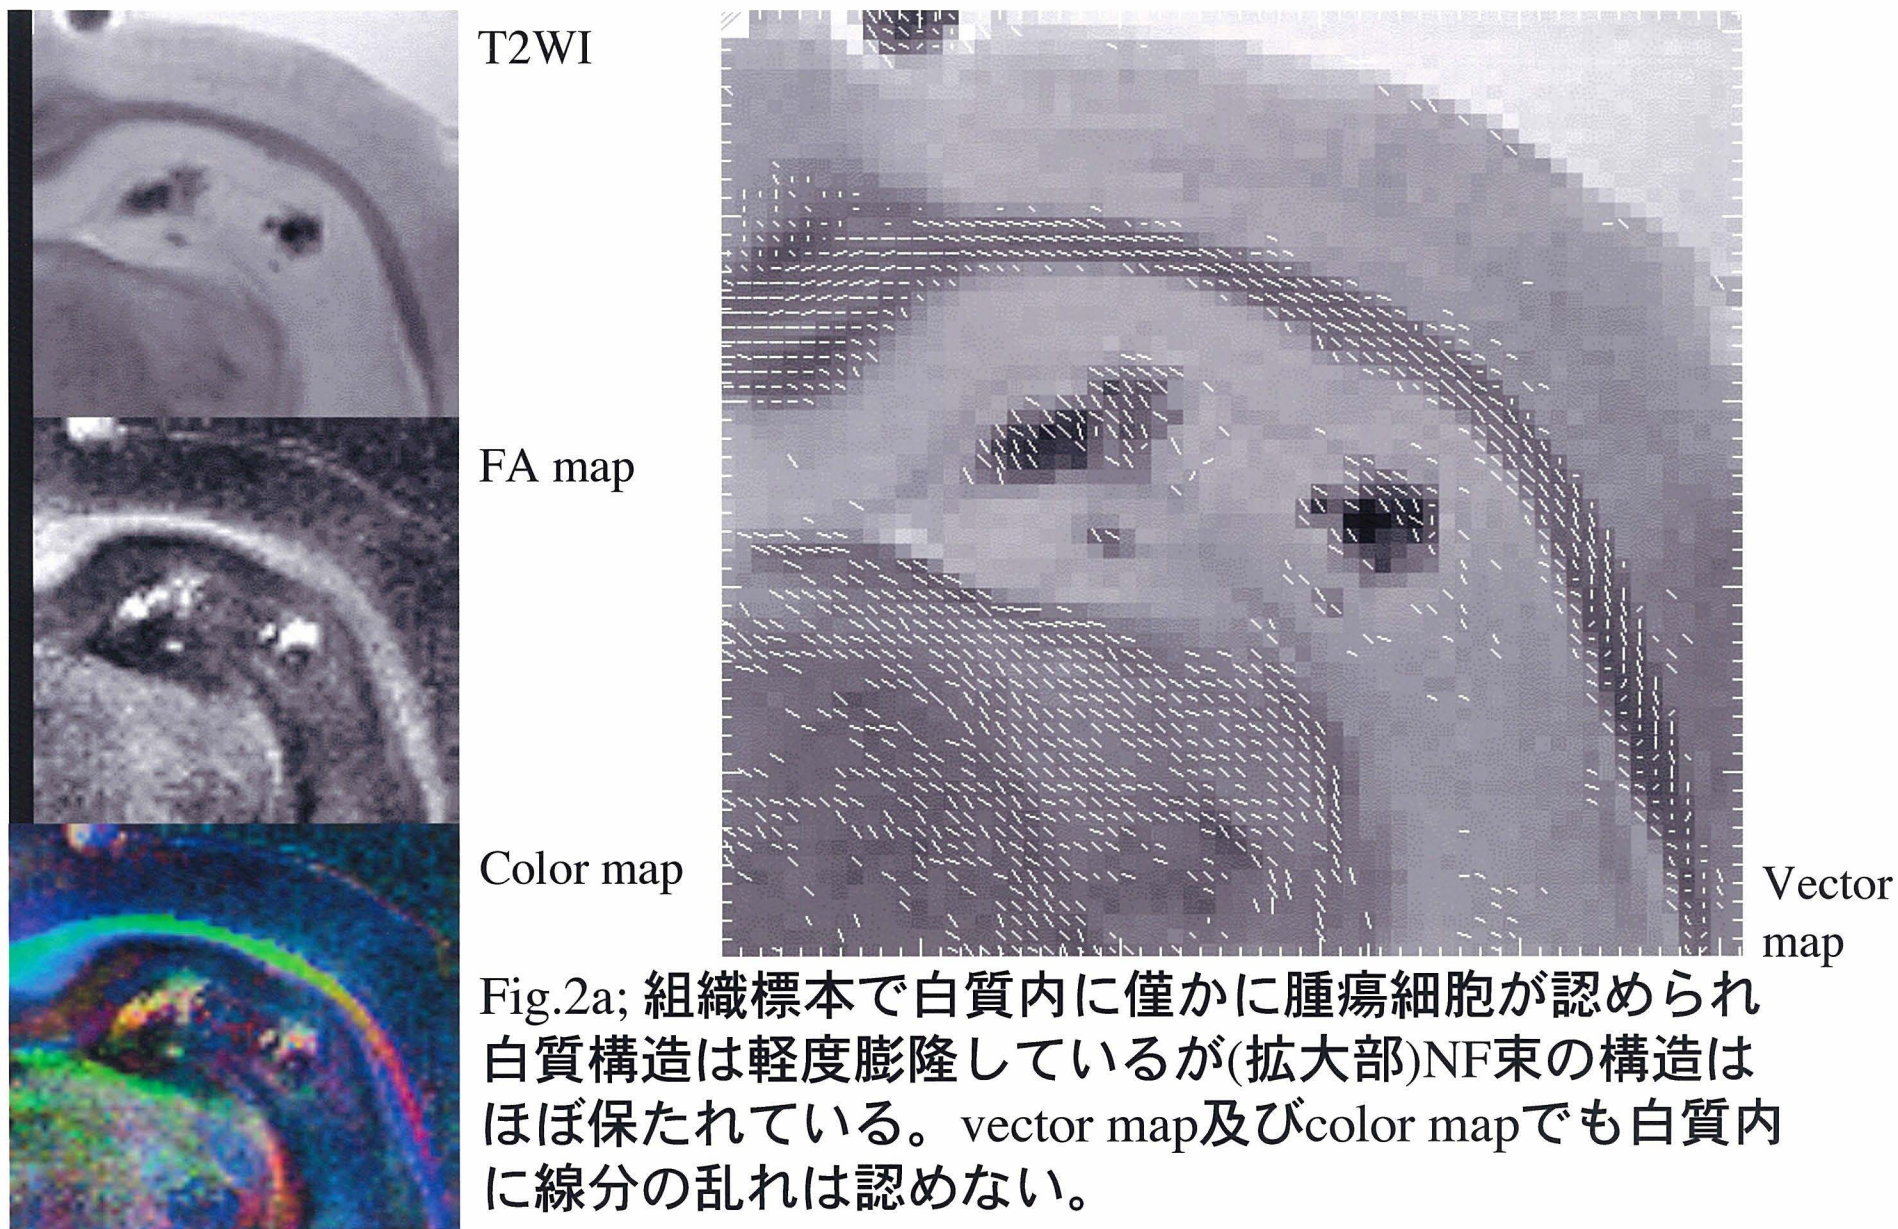 T2WI
FA map
Color map
Vector
map
Fig.2a; 組織標本で白質内に僅かに腫瘍細胞が認められ
白質構造は軽度膨隆しているが(拡大部)NF束の構造は
ほぼ保たれている。vector map及びcolor mapでも白質内
に線分の乱れは認めない。